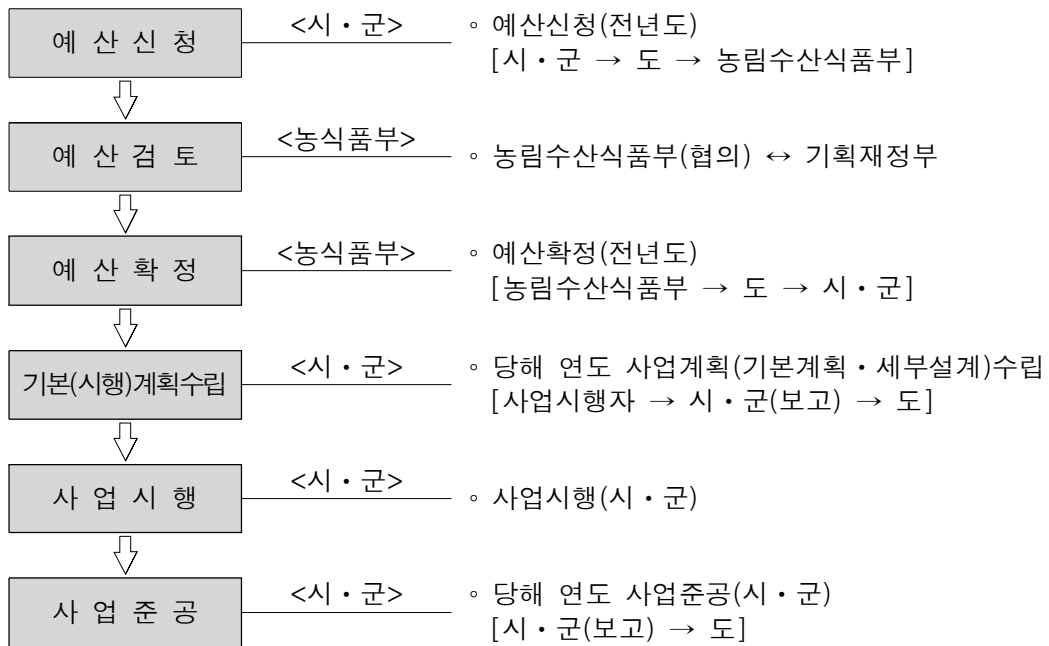 예 산 신 청 <시・군> ◦ 예산신청(전년도)
[시・군 → 도 → 농림수산식품부]
예 산 검 토 <농식품부> ◦ 농림수산식품부(협의) ↔ 기획재정부
예 산 확 정 <농식품부> ◦ 예산확정(전년도)
[농림수산식품부 → 도 → 시・군]
기본(시행)계획수립 <시・군> ◦ 당해 연도 사업계획(기본계획・세부설계)수립
[사업시행자 → 시・군(보고) → 도]
사 업 시 행 <시・군> ◦ 사업시행(시・군)
사 업 준 공 <시・군> ◦ 당해 연도 사업준공(시・군)
[시・군(보고) → 도]